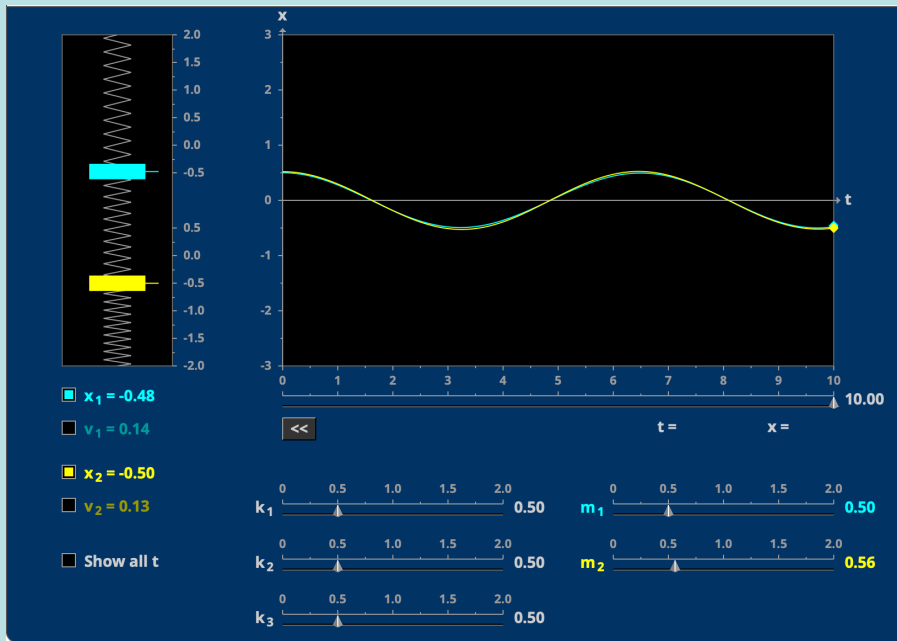 x
2.0
1.5
1.0
0.5
0.0
-0.5
0.5
0.0
-0.5
-1.0
-1.5
-2.0
3
2
1
0
-1
-2
-3
t
0 1 2 3 4 5 6 7 8 9 10
10.00
<<
t =
x =
x1 = -0.48
v1 = 0.14
x2 = -0.50
v2 = 0.13
Show all t
0 0.5 1.0 1.5 2.0
k1 0.50
0 0.5 1.0 1.5 2.0
m1 0.50
0 0.5 1.0 1.5 2.0
k2 0.50
0 0.5 1.0 1.5 2.0
m2 0.56
0 0.5 1.0 1.5 2.0
k3 0.50